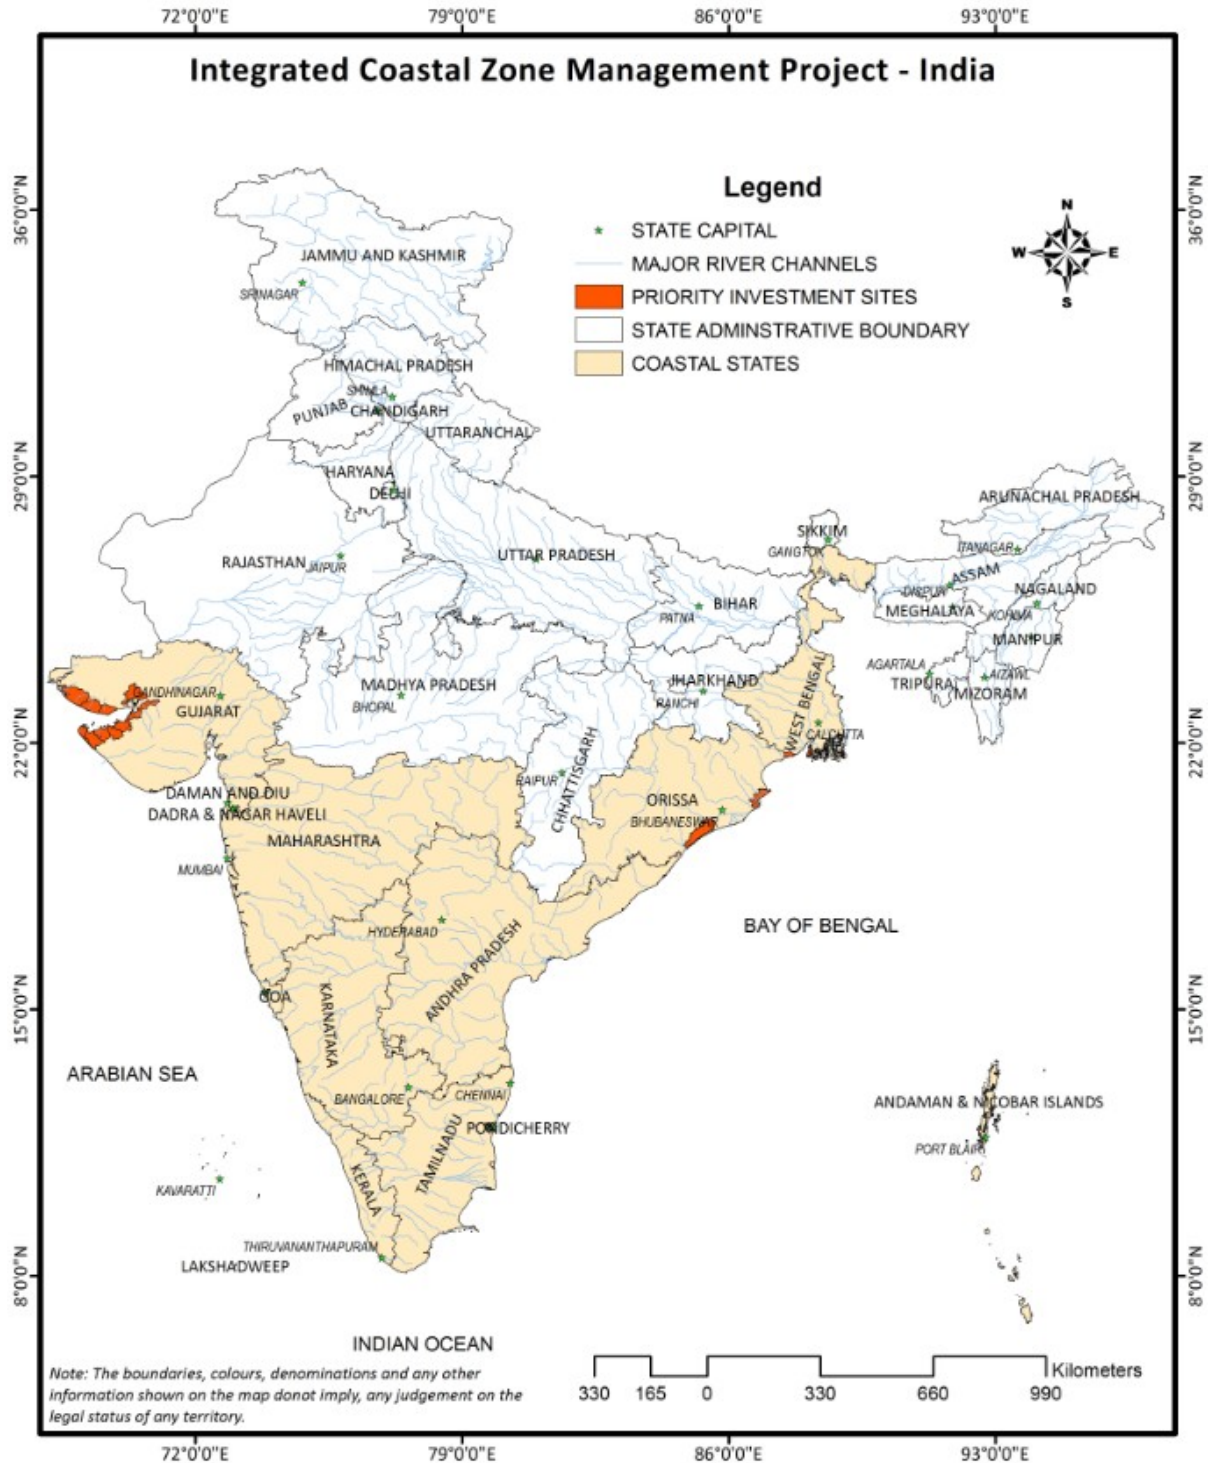 72°0'0"E 79°0'0"E 86°0'0"E 93°0'0"E
Integrated Coastal Zone Management Project - India
Legend
STATE CAPITAL
MAJOR RIVER CHANNELS
PRIORITY INVESTMENT SITES
STATE ADMINSTRATIVE BOUNDARY
COASTAL STATES
N
W E
S
36°0'0"N 36°0'0"N
29°0'0"N 29°0'0"N
22°0'0"N 22°0'0"N
15°0'0"N 15°0'0"N
8°0'0"N 8°0'0"N
JAMMU AND KASHMIR
SRINAGAR
HIMACHAL PRADESH
SHIMLA
PUNJAB
CHANDIGARH
UTTARANCHAL
HARYANA
DELHI
ARUNACHAL PRADESH
SIKKIM
GANGTOK
ITANAGAR
RAJASTHAN
JAIPUR
UTTAR PRADESH
DISPUR
ASSAM
NAGALAND
BIHAR
PATNA
MEGHALAYA
KOHIMA
MANIPUR
AGARTALA
TRIPURA
AIZAWL
MIZORAM
GANDHINAGAR
GUJARAT
MADHYA PRADESH
BHOPAL
JHARKHAND
RANCHI
WEST BENGAL
CALCUTTA
CHHATTISGARH
RAIPUR
DAMAN AND DIU
DADRA & NAGAR HAVELI
ORISSA
BHUBANESWAR
MAHARASHTRA
MUMBAI
HYDERABAD
ANDHRA PRADESH
BAY OF BENGAL
GOA
KARNATAKA
ARABIAN SEA
BANGALORE
CHENNAI
ANDAMAN & NICOBAR ISLANDS
PONDICHERRY
PORT BLAIR
TAMILNADU
KERALA
KAVARATTI
THIRUVANANTHAPURAM
LAKSHADWEEP
INDIAN OCEAN
Note: The boundaries, colours, denominations and any other
information shown on the map donot imply, any judgement on the
legal status of any territory.
Kilometers
330 165 0 330 660 990
72°0'0"E 79°0'0"E 86°0'0"E 93°0'0"E